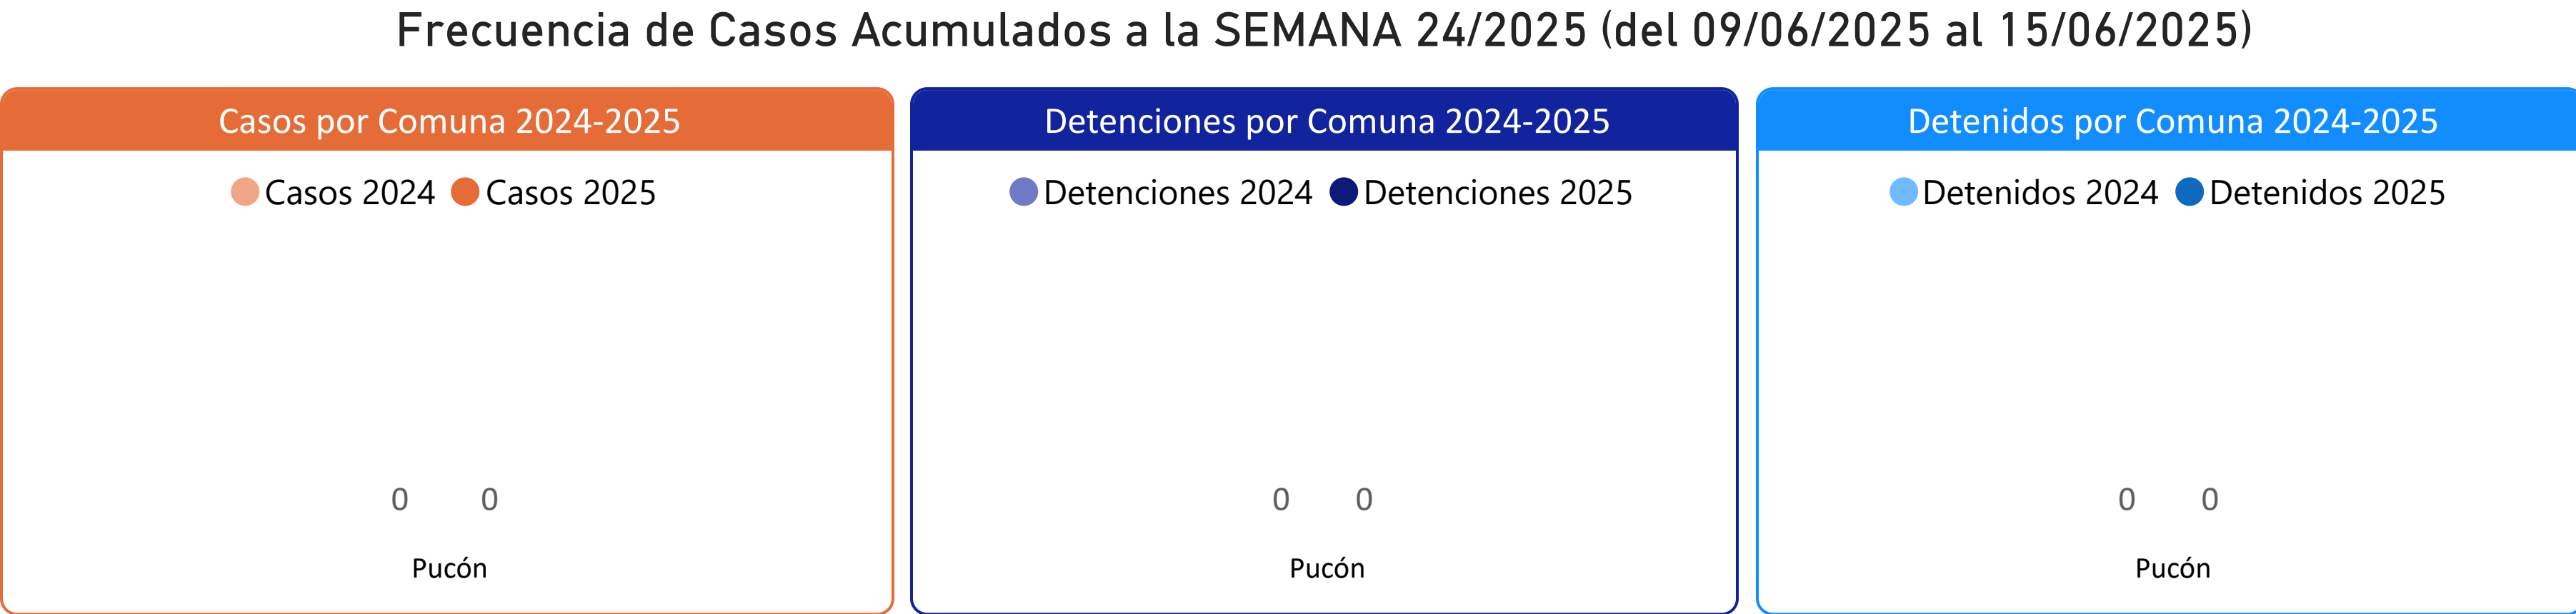 Frecuencia de Casos Acumulados a la SEMANA 24/2025 (del 09/06/2025 al 15/06/2025)
Casos por Comuna 2024-2025
Casos 2024 Casos 2025
0 0
Pucón
Detenciones por Comuna 2024-2025
Detenciones 2024 Detenciones 2025
0 0
Pucón
Detenidos por Comuna 2024-2025
Detenidos 2024 Detenidos 2025
0 0
Pucón